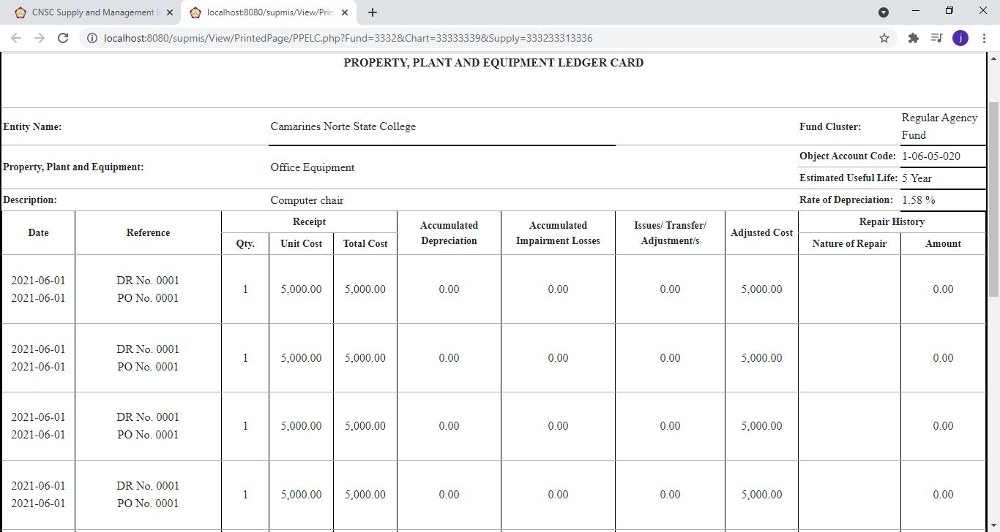 CNSC Supply and Management I
localhost:8080/supmis/View/Prin
localhost:8080/supmis/View/PrintedPage/PPELC.php?Fund=3332&Chart=33333339&Supply=333233313336
j
PROPERTY, PLANT AND EQUIPMENT LEDGER CARD
Entity Name: Camarines Norte State College Fund Cluster: Regular Agency
Fund
Property, Plant and Equipment: Office Equipment
Object Account Code: 1-06-05-020
Estimated Useful Life: 5 Year
Description: Computer chair Rate of Depreciation: 1.58 %
Date Reference Receipt Accumulated Depreciation Accumulated Impairment Losses Issues/ Transfer/ Adjustment/s Adjusted Cost Repair History
Qty. Unit Cost Total Cost Nature of Repair Amount
2021-06-01 DR No. 0001
2021-06-01 PO No. 0001
1 5,000.00 5,000.00 0.00 0.00 0.00 5,000.00 0.00
2021-06-01 DR No. 0001
2021-06-01 PO No. 0001
1 5,000.00 5,000.00 0.00 0.00 0.00 5,000.00 0.00
2021-06-01 DR No. 0001
2021-06-01 PO No. 0001
1 5,000.00 5,000.00 0.00 0.00 0.00 5,000.00 0.00
2021-06-01 DR No. 0001
2021-06-01 PO No. 0001
1 5,000.00 5,000.00 0.00 0.00 0.00 5,000.00 0.00